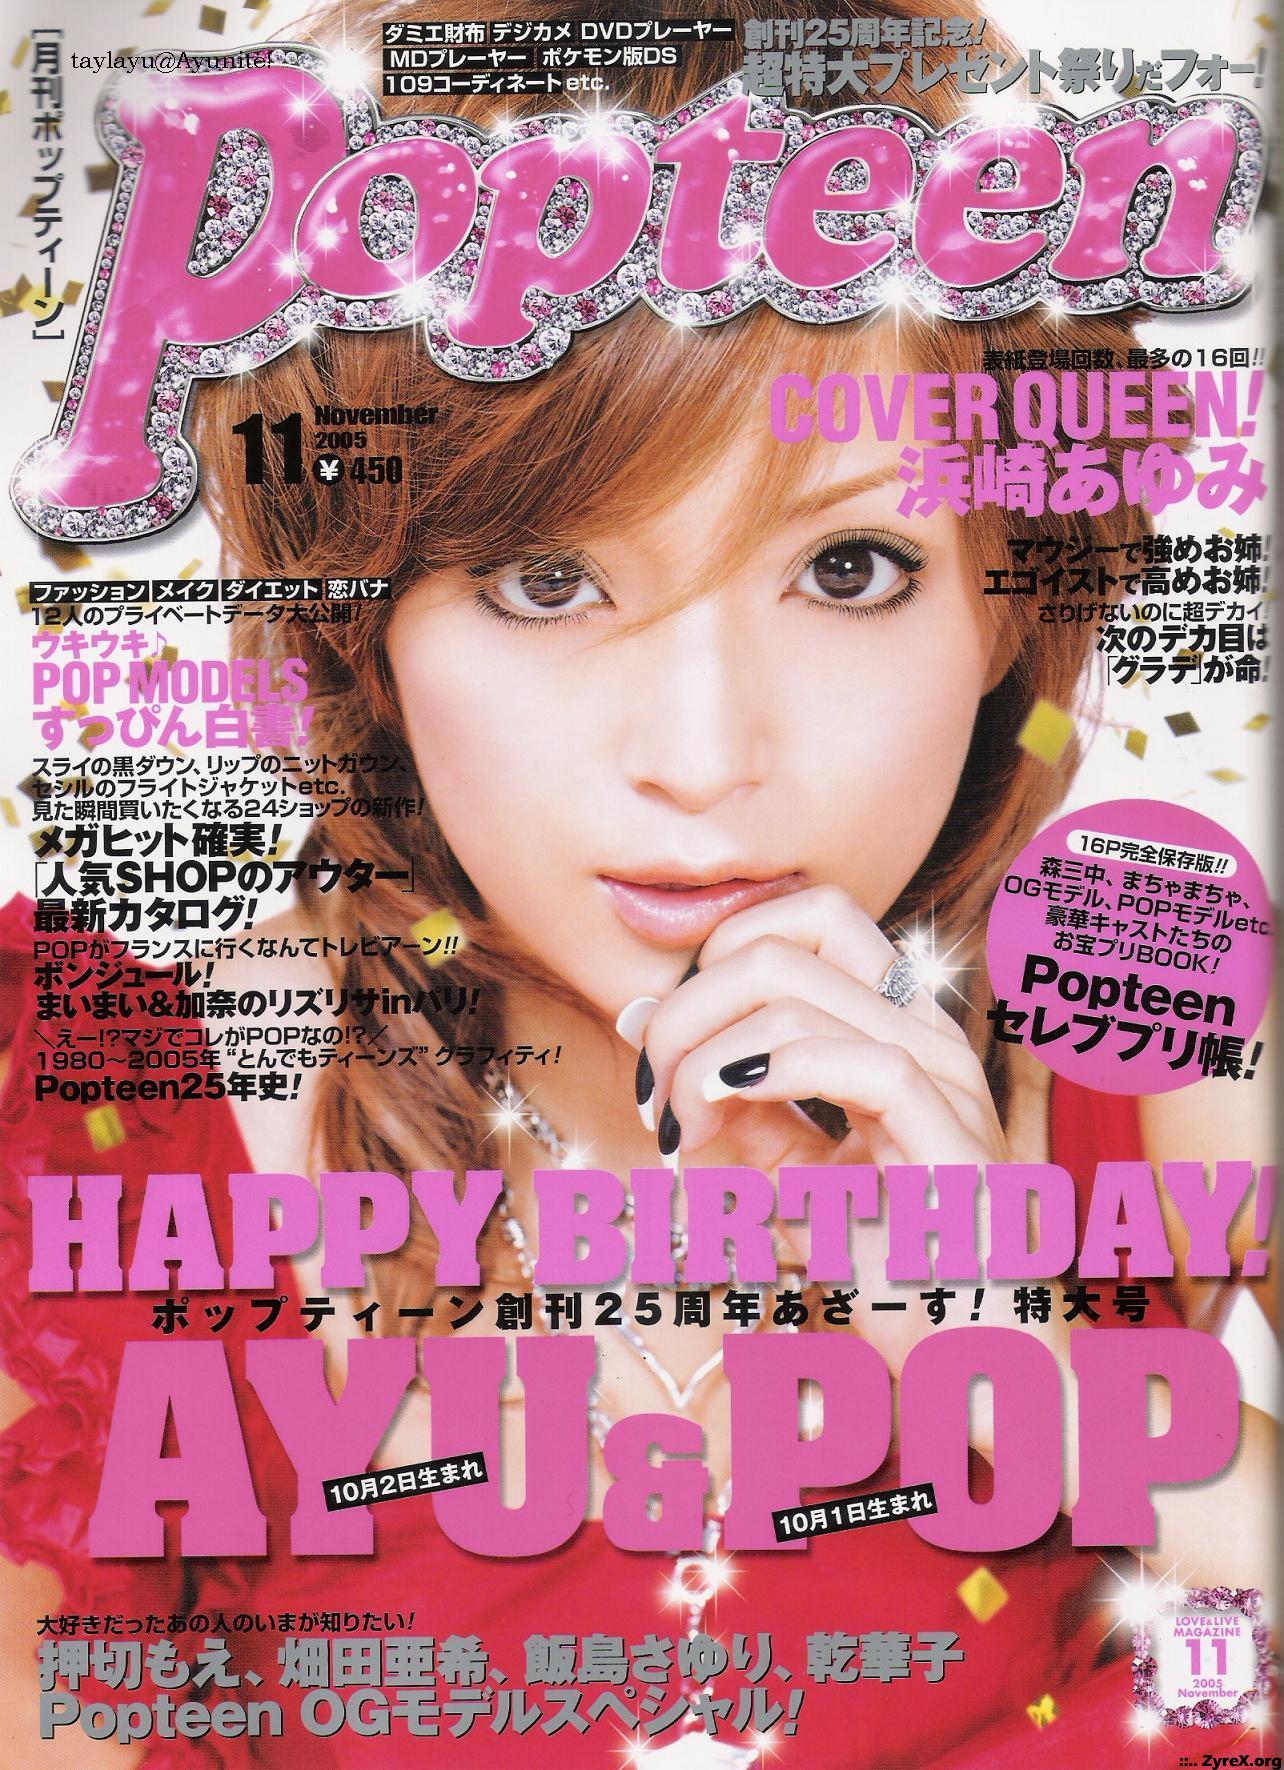 [月刊ポップティーン]
taylayu@Ayunite!
ダミエ財布 デジカメ DVDプレーヤー
MDプレーヤー ポケモン版DS
109コーディネート etc.
創刊25周年記念!
超特大プレゼント祭りだフォー!
Popteen
11 November
2005
¥450
表紙登場回数、最多の16回!!
COVER QUEEN!
浜崎あゆみ
マウジーで強めお姉!
エゴイストで高めお姉!
さりげないのに超デカイ!
次のデカ目は
「グラデ」が命!
ファッション メイク ダイエット 恋バナ
12人のプライベートデータ大公開!
ウキウキ♪
POP MODELS
すっぴん白書!
スライの黒ダウン、リップのニットガウン、
セシルのフライトジャケットetc.
見た瞬間買いたくなる24ショップの新作!
メガヒット確実!
「人気SHOPのアウター」
最新カタログ!
POPがフランスに行くなんてトレビアーン!!
ボンジュール!
まいまい&加奈のリズリサinパリ!
＼えー!?マジでコレがPOPなの!?／
1980〜2005年 “とんでもティーンズ” グラフィティ!
Popteen25年史!
16P完全保存版!!
森三中、まちゃまちゃ、
OGモデル、POPモデルetc.
豪華キャストたちの
お宝プリBOOK!
Popteen
セレブプリ帳!
HAPPY BIRTHDAY!
ポップティーン創刊25周年あざーす! 特大号
AYU&POP
10月2日生まれ
10月1日生まれ
大好きだったあの人のいまが知りたい!
押切もえ、畑田亜希、飯島さゆり、乾華子
Popteen OGモデルスペシャル!
LOVE&LIVE
MAGAZINE
11
2005
November
::.. ZyreX.org